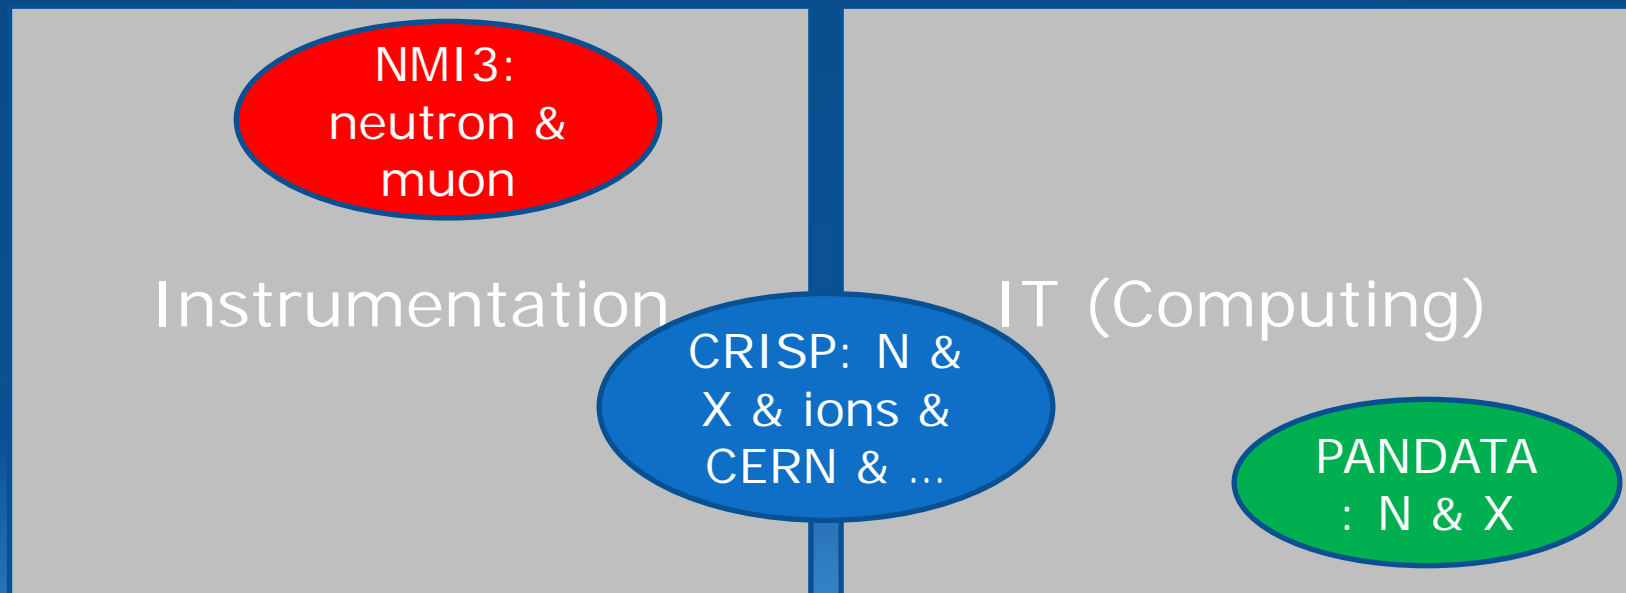 NMI3:
neutron &
muon
Instrumentation
IT (Computing)
CRISP: N &
X & ions &
CERN & ...
PANDATA
: N & X